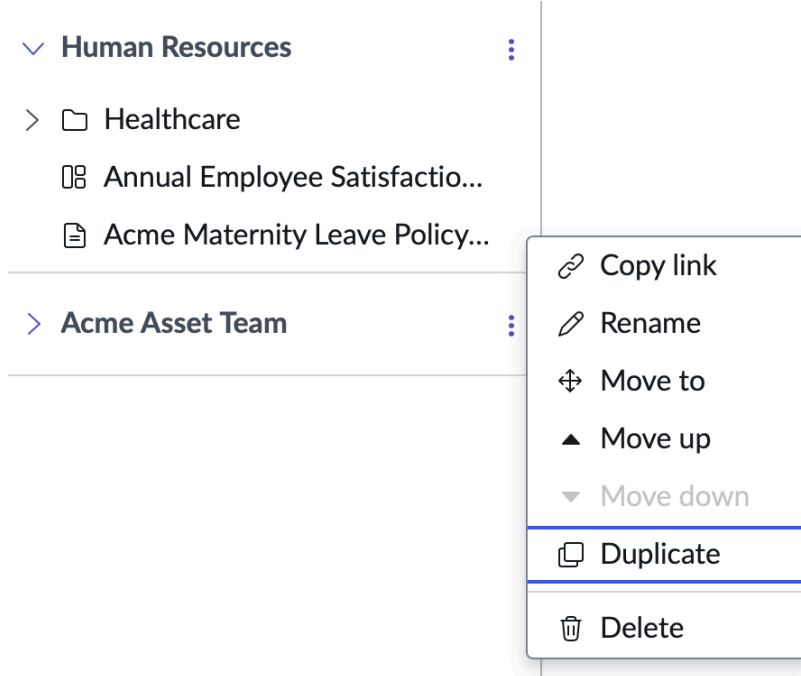 Human Resources
Healthcare
Annual Employee Satisfactio...
Acme Maternity Leave Policy...
Acme Asset Team
Copy link
Rename
Move to
Move up
Move down
Duplicate
Delete